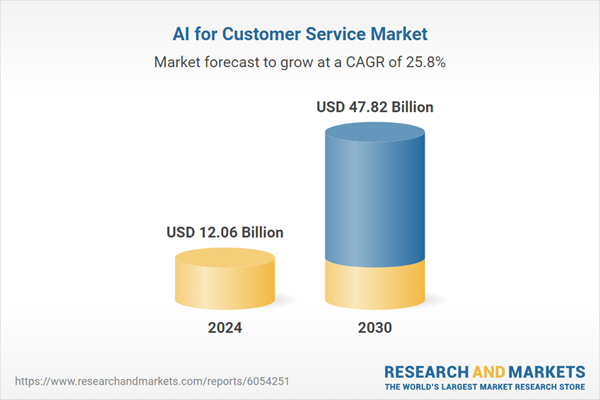 AI for Customer Service Market
Market forecast to grow at a CAGR of 25.8%
USD 47.82 Billion
USD 12.06 Billion
2024
2030
https://www.researchandmarkets.com/reports/6054251
RESEARCH AND MARKETS
THE WORLD'S LARGEST MARKET RESEARCH STORE